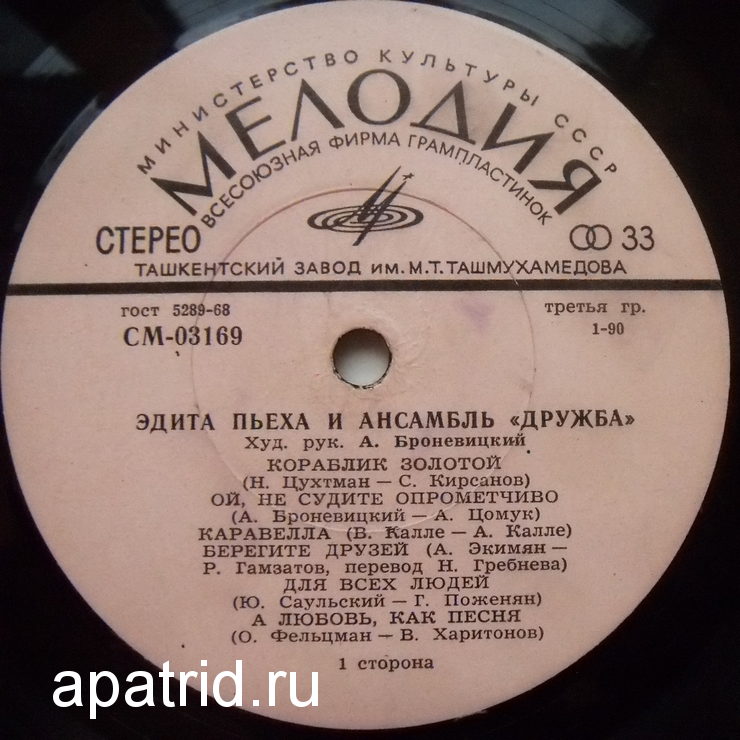 МИНИСТЕРСТВО КУЛЬТУРЫ СССР
МЕЛОДИЯ
ВСЕСОЮЗНАЯ ФИРМА ГРАМПЛАСТИНОК
СТЕРЕО 33
ТАШКЕНТСКИЙ ЗАВОД ИМ. М.Т. ТАШМУХАМЕДОВА
гост 5289-68 третья гр.
СМ-03169 1-90
ЭДИТА ПЬЕХА И АНСАМБЛЬ «ДРУЖБА»
Худ. рук. А. Броневицкий
КОРАБЛИК ЗОЛОТОЙ
(Н. Цухтман — С. Кирсанов)
ОЙ, НЕ СУДИТЕ ОПРОМЕТЧИВО
(А. Броневицкий — А. Цомук)
КАРАВЕЛЛА (В. Калле — А. Калле)
БЕРЕГИТЕ ДРУЗЕЙ (А. Экимян —
Р. Гамзатов, перевод Н. Гребнева)
ДЛЯ ВСЕХ ЛЮДЕЙ
(Ю. Саульский — Г. Поженян)
А ЛЮБОВЬ, КАК ПЕСНЯ
(О. Фельцман — В. Харитонов)
1 сторона
apatrid.ru